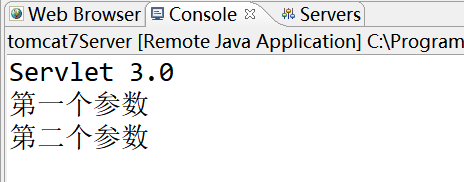 Web Browser Console Servers
tomcat7Server [Remote Java Application] C:\Program
Servlet 3.0
第一个参数
第二个参数